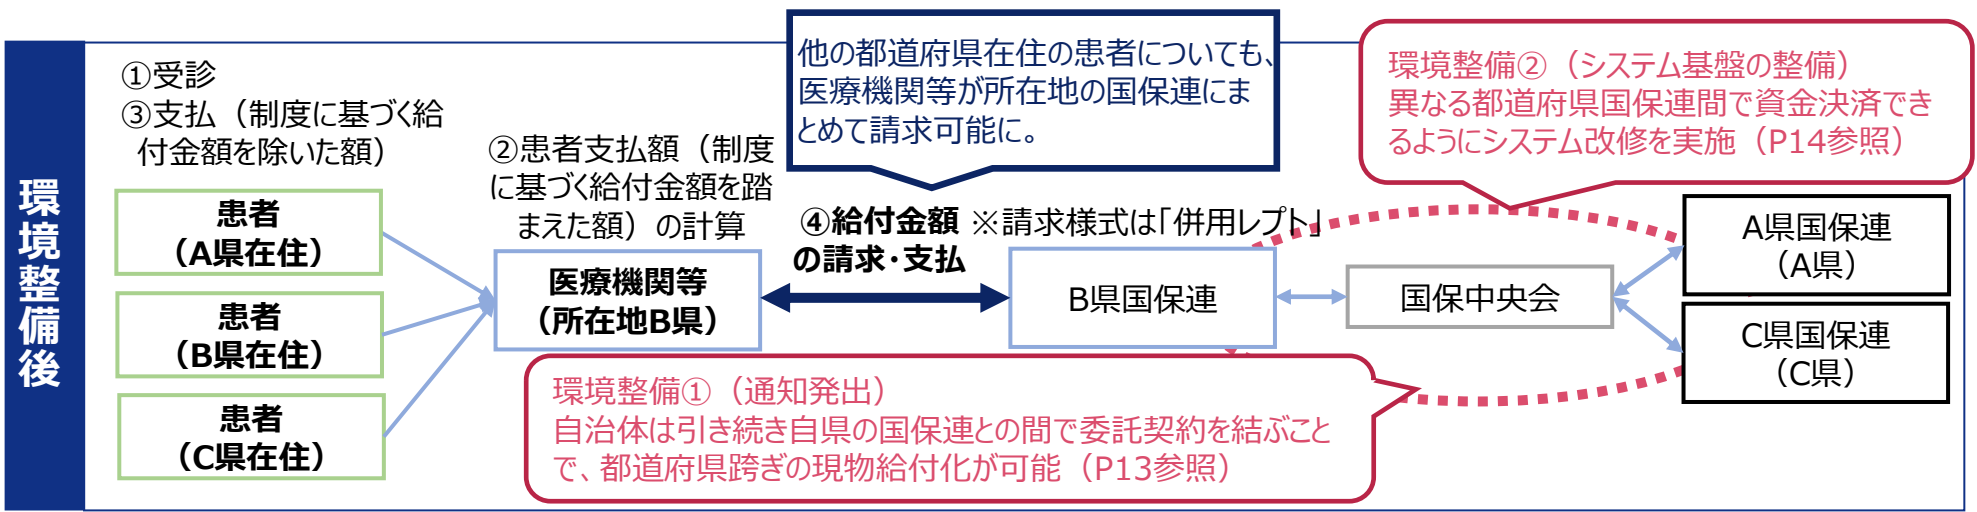 環境整備後
①受診
③支払（制度に基づく給
付金額を除いた額）
患者
（A県在住）
患者
（B県在住）
患者
（C県在住）
②患者支払額（制度
に基づく給付金額を踏
まえた額）の計算
医療機関等
（所在地B県）
他の都道府県在住の患者についても、
医療機関等が所在地の国保連にま
とめて請求可能に。
④給付金額 ※請求様式は「併用レプト」
の請求・支払
B県国保連
国保中央会
環境整備②（システム基盤の整備）
異なる都道府県国保連間で資金決済でき
るようにシステム改修を実施（P14参照）
A県国保連
（A県）
C県国保連
（C県）
環境整備①（通知発出）
自治体は引き続き自県の国保連との間で委託契約を結ぶこと
で、都道府県跨ぎの現物給付化が可能（P13参照）